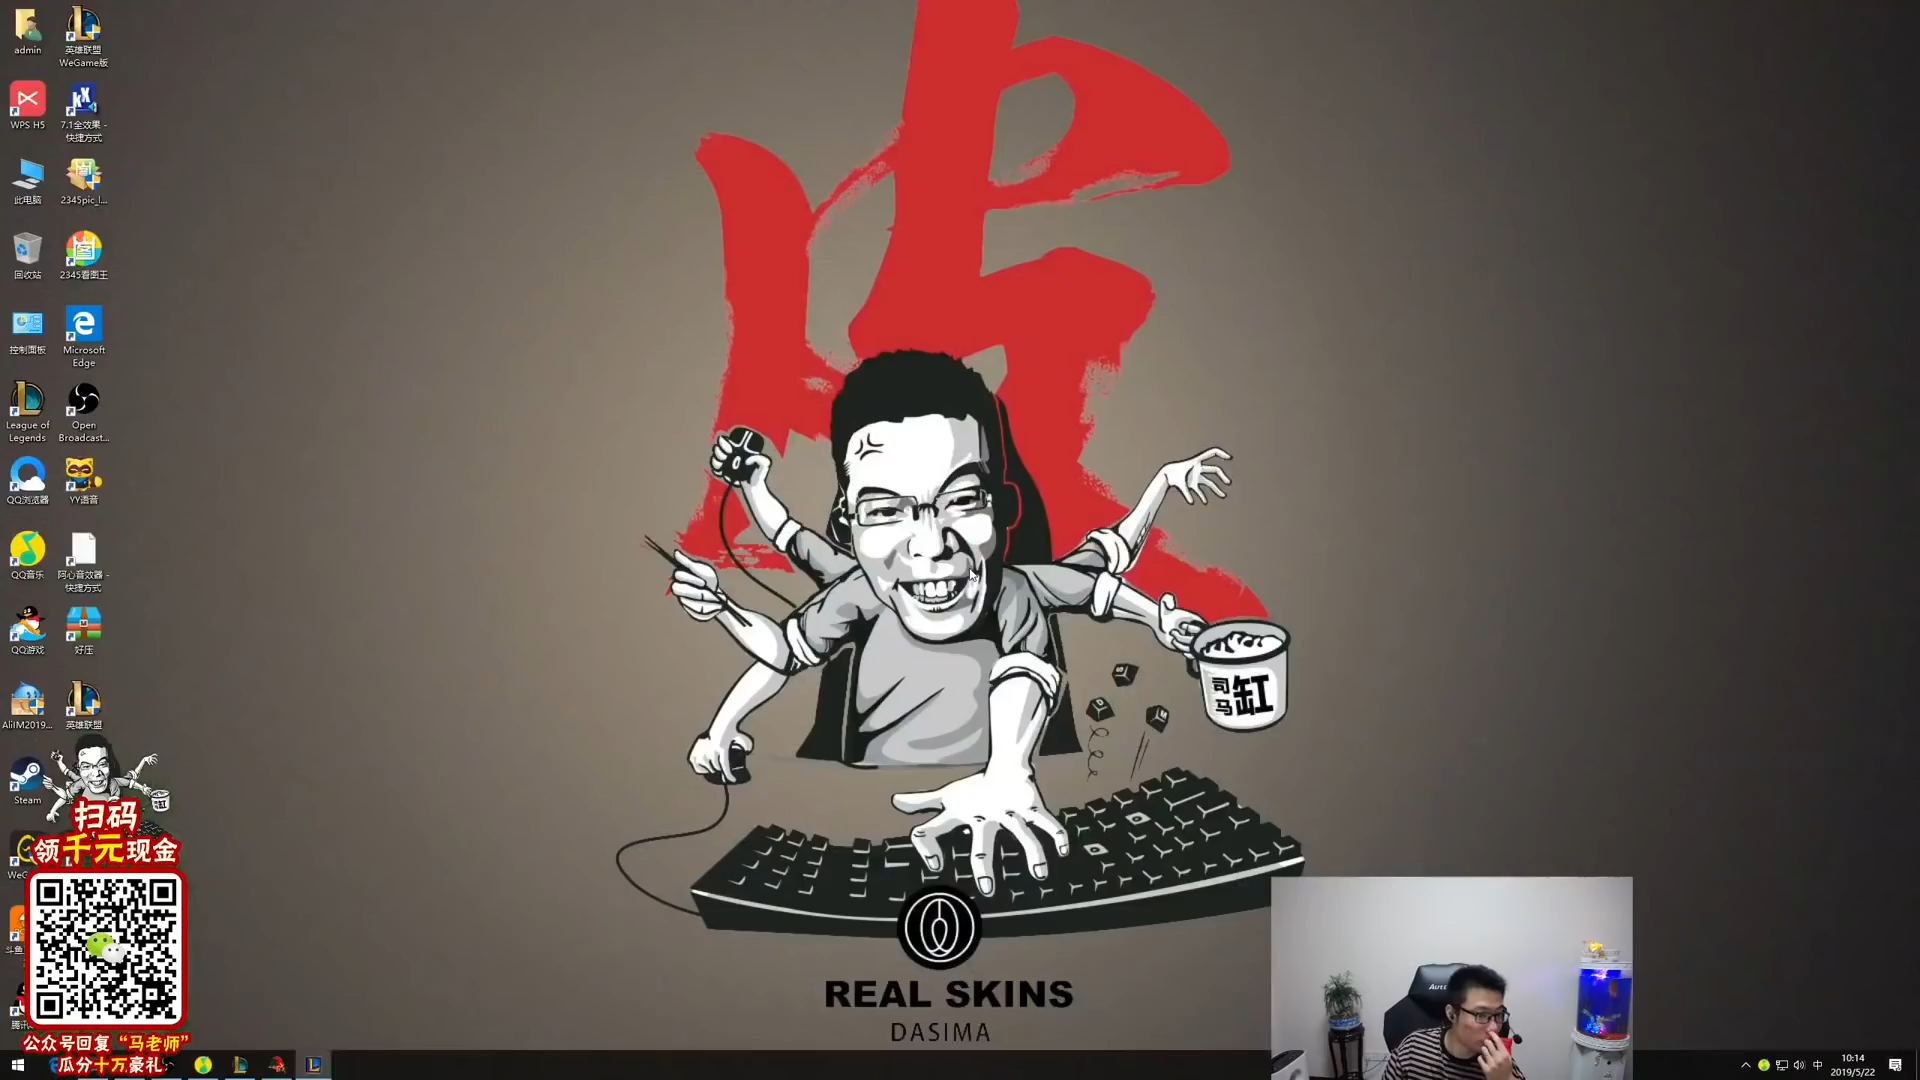 admin
英雄联盟
WeGame版
WPS H5
7.1全效果 -
快捷方式
此电脑
2345pic_l...
回收站
2345看图王
控制面板
Microsoft
Edge
League of
Legends
Open
Broadcast...
QQ浏览器
YY语音
QQ音乐
阿心音效器 -
快捷方式
QQ游戏
好压
AliIM2019...
英雄联盟
Steam
扫码
领千元现金
公众号回复“马老师”
瓜分十万豪礼
司马
缸
REAL SKINS
DASIMA
中
10:14
2019/5/22